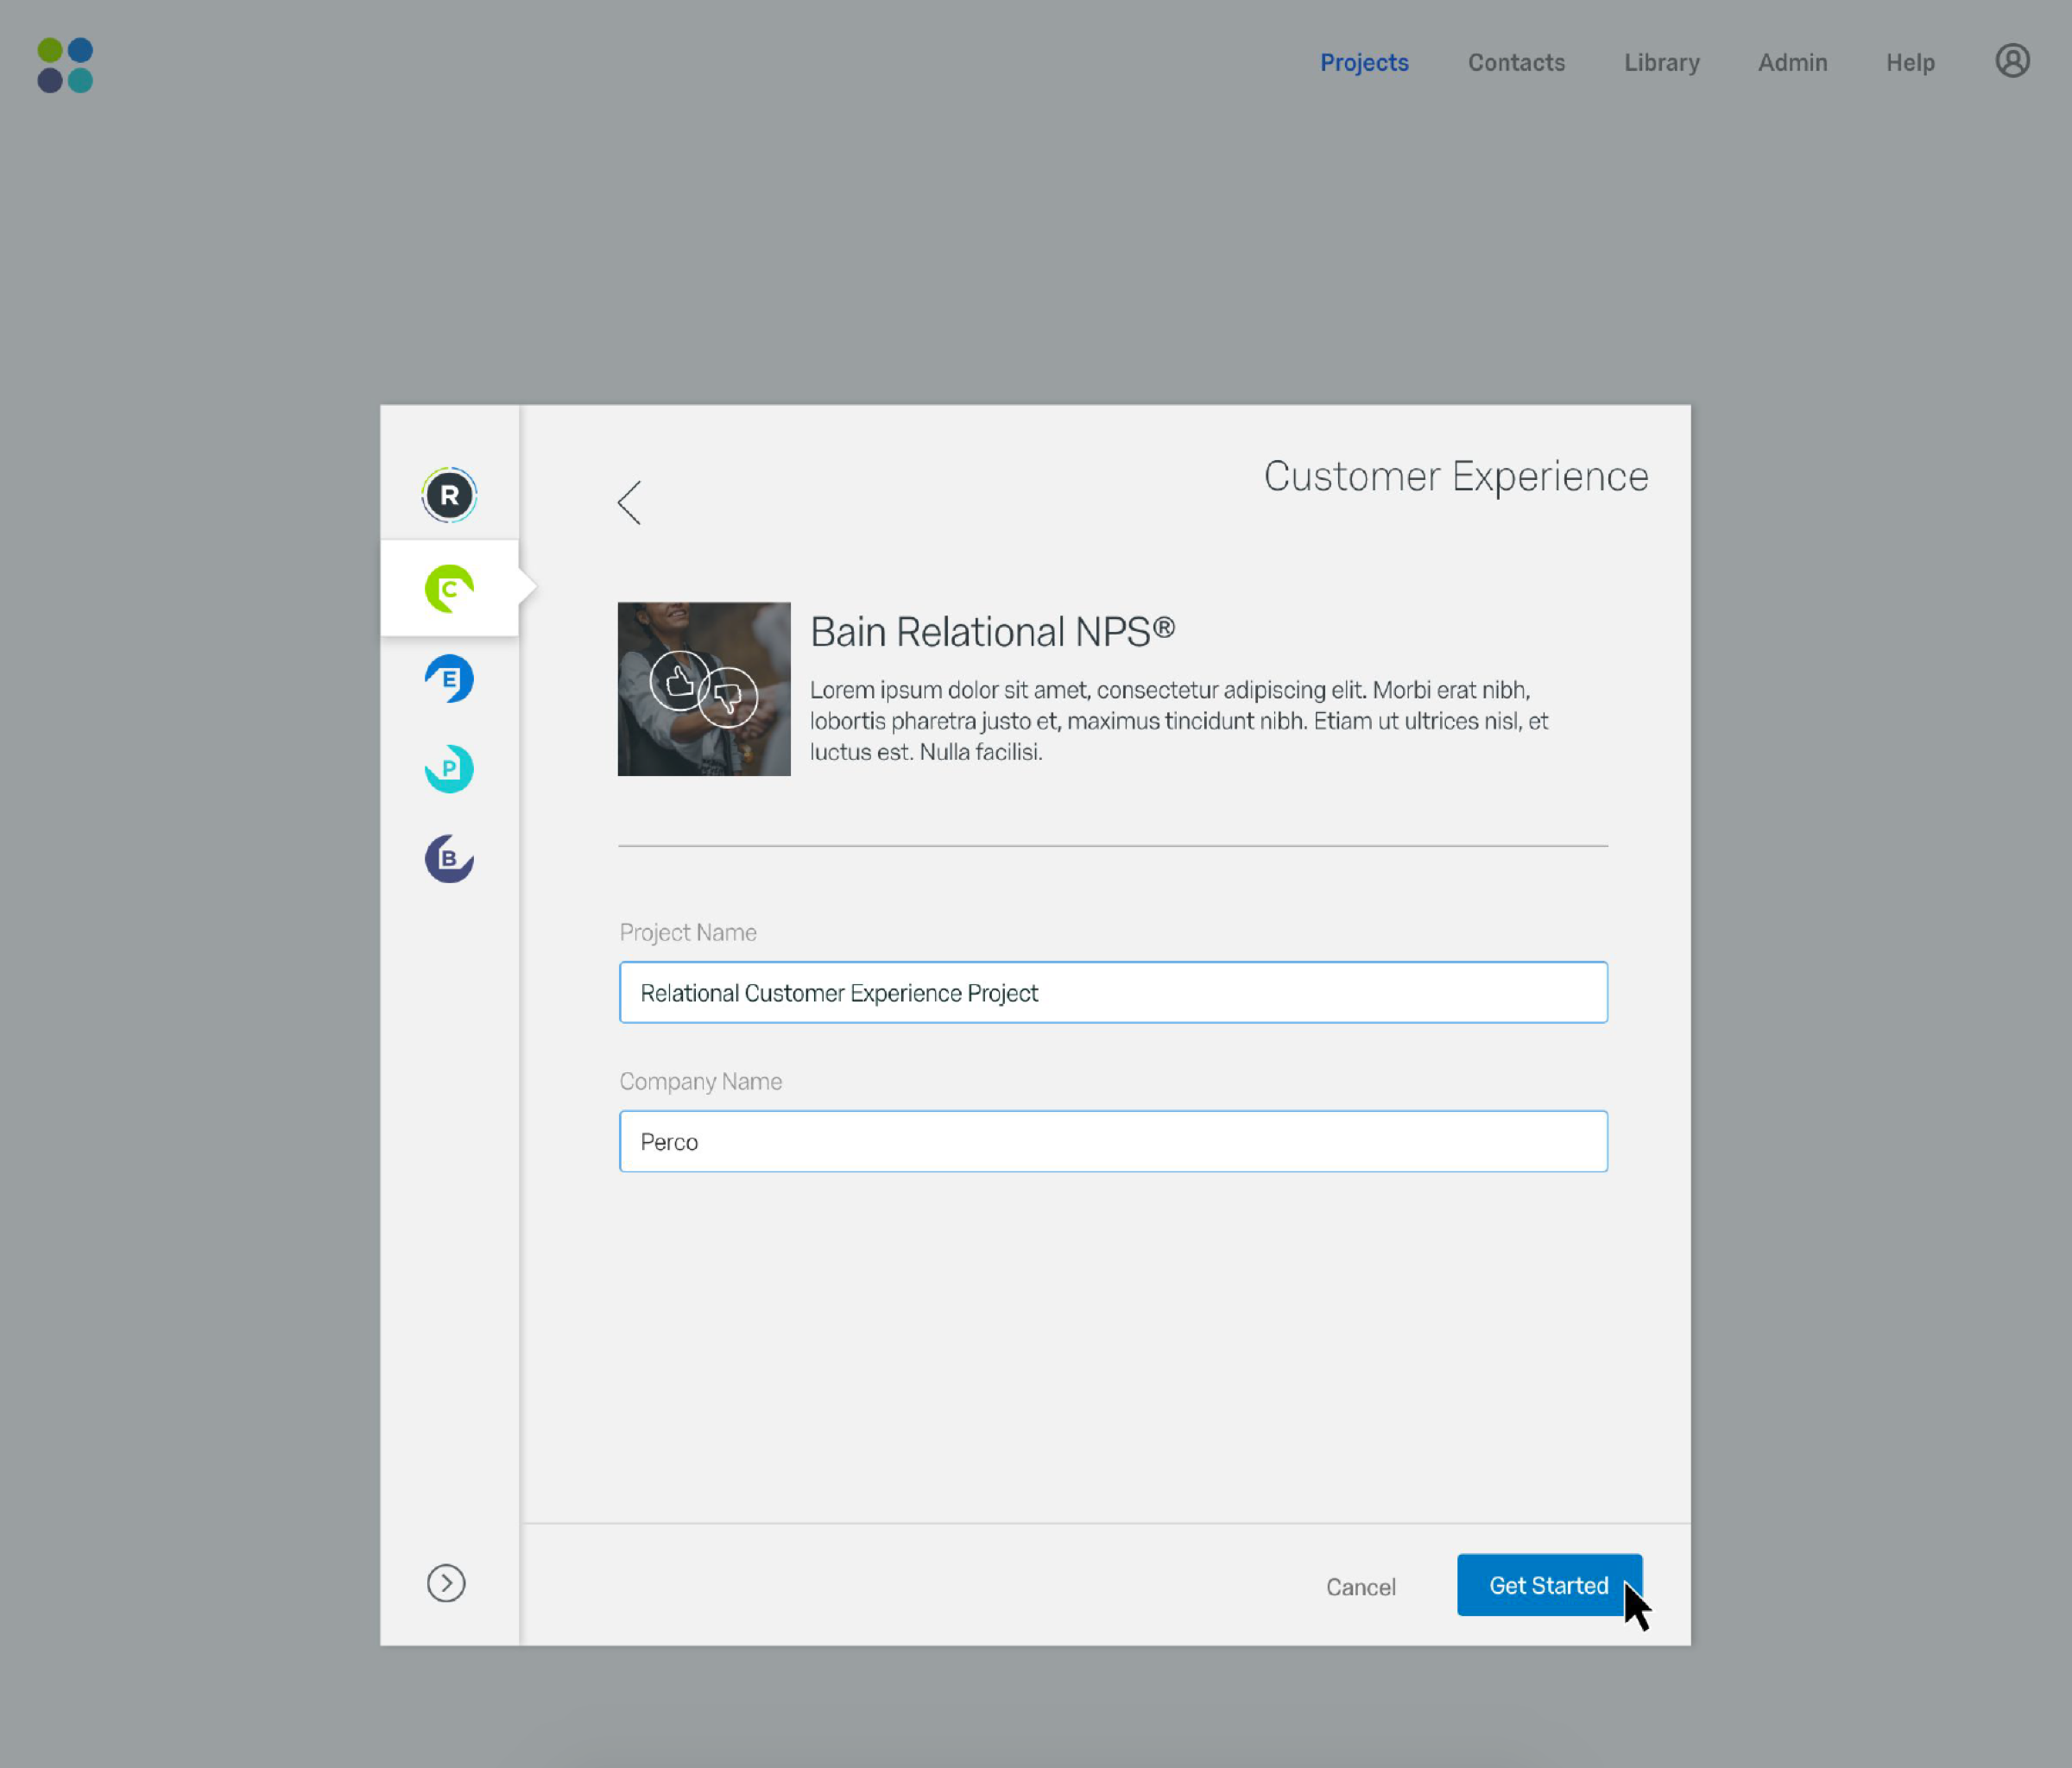 Projects
Contacts
Library
Admin
Help
R
C
E
P
B
Customer Experience
Bain Relational NPS®
Lorem ipsum dolor sit amet, consectetur adipiscing elit. Morbi erat nibh,
lobortis pharetra justo et, maximus tincidunt nibh. Etiam ut ultrices nisl, et
luctus est. Nulla facilisi.
Project Name
Relational Customer Experience Project
Company Name
Perco
Cancel
Get Started